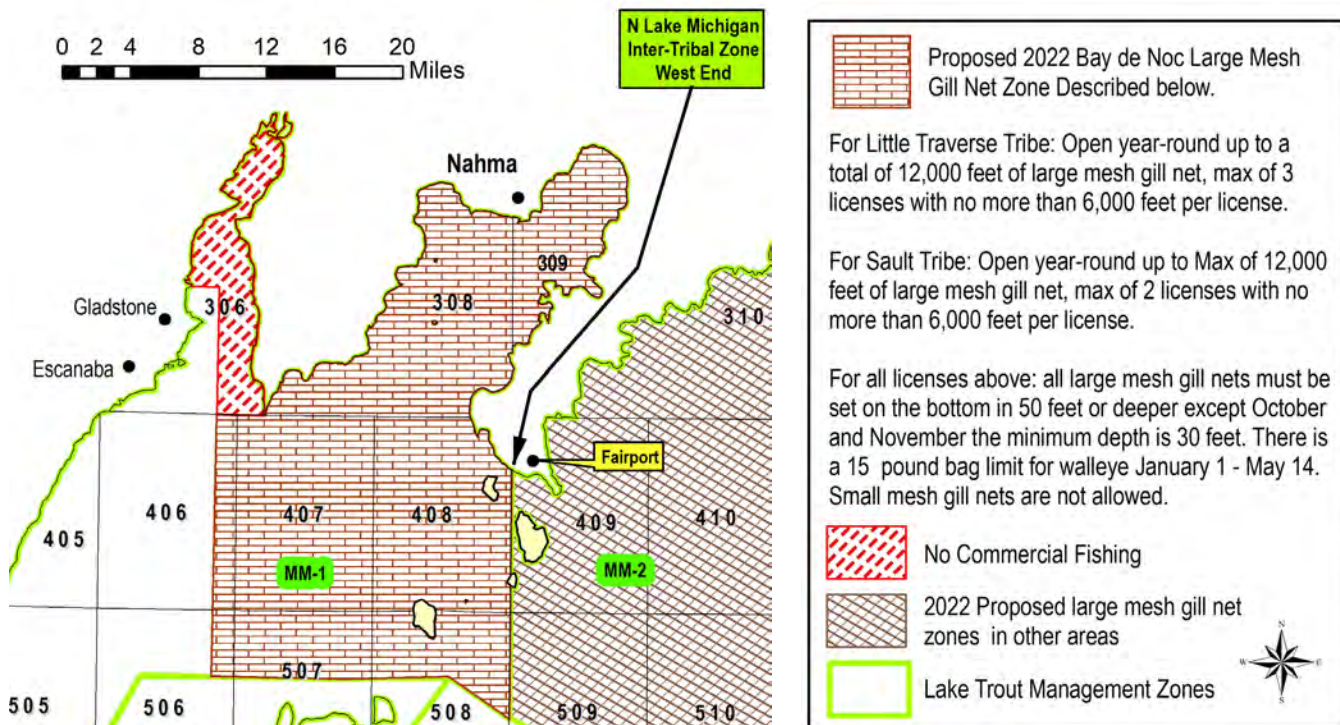 0 4 8 12 16 20
Miles
N Lake Michigan
Inter-Tribal Zone
West End
Nahma
309
308
310
306
Gladstone
Escanaba
Fairport
405
406
407
408
409
410
MM-1
MM-2
505
506
507
508
509
510
Proposed 2022 Bay de Noc Large Mesh
Gill Net Zone Described below.
For Little Traverse Tribe: Open year-round up to a
total of 12,000 feet of large mesh gill net, max of 3
licenses with no more than 6,000 feet per license.
For Sault Tribe: Open year-round up to Max of 12,000
feet of large mesh gill net, max of 2 licenses with no
more than 6,000 feet per license.
For all licenses above: all large mesh gill nets must be
set on the bottom in 50 feet or deeper except October
and November the minimum depth is 30 feet. There is
a 15 pound bag limit for walleye January 1 - May 14.
Small mesh gill nets are not allowed.
No Commercial Fishing
2022 Proposed large mesh gill net
zones in other areas
Lake Trout Management Zones
N
W E
S